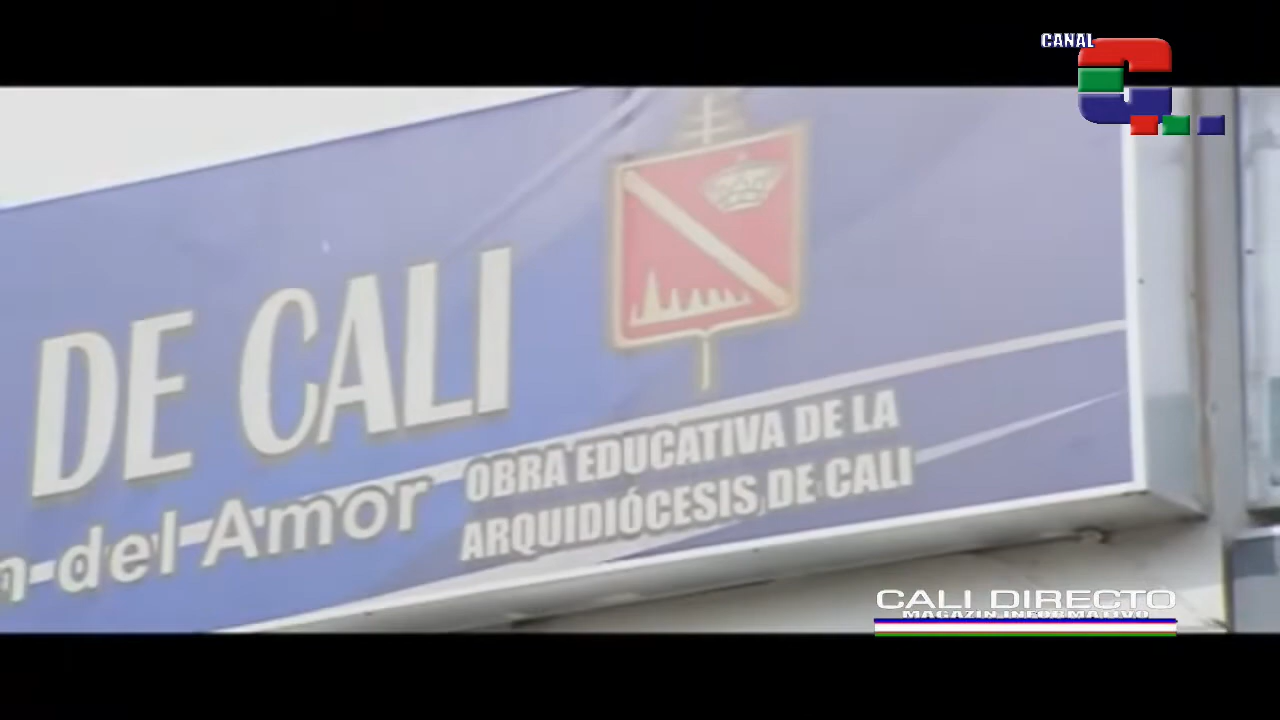 CANAL
DE CALI
del Amor
OBRA EDUCATIVA DE LA
ARQUIDIÓCESIS DE CALI
CALI DIRECTO
MAGAZIN INFORMATIVO